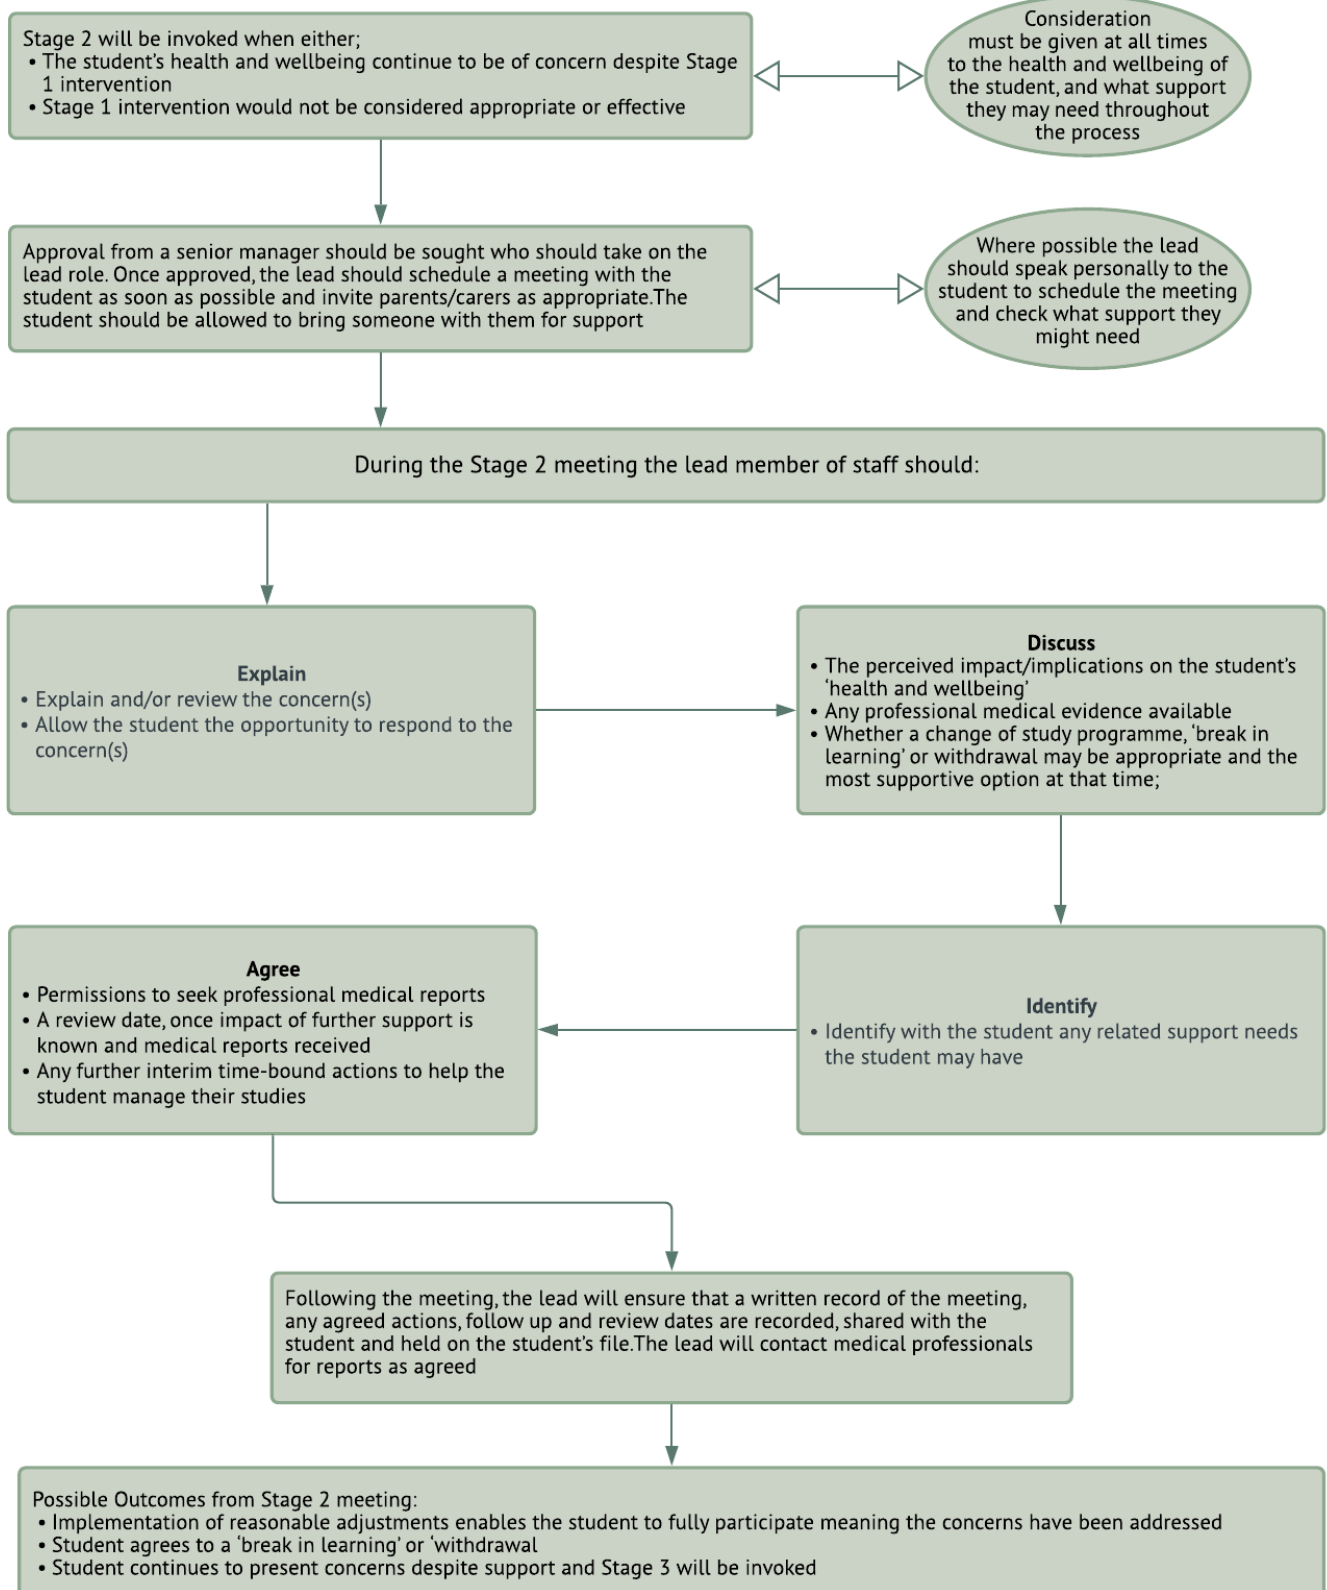 Stage 2 will be invoked when either;
• The student's health and wellbeing continue to be of concern despite Stage
1 intervention
• Stage 1 intervention would not be considered appropriate or effective
Consideration
must be given at all times
to the health and wellbeing of
the student, and what support
they may need throughout
the process
Approval from a senior manager should be sought who should take on the
lead role. Once approved, the lead should schedule a meeting with the
student as soon as possible and invite parents/carers as appropriate.The
student should be allowed to bring someone with them for support
Where possible the lead
should speak personally to the
student to schedule the meeting
and check what support they
might need
During the Stage 2 meeting the lead member of staff should:
Explain
• Explain and/or review the concern(s)
• Allow the student the opportunity to respond to the
concern(s)
Discuss
• The perceived impact/implications on the student's
‘health and wellbeing’
• Any professional medical evidence available
• Whether a change of study programme, ‘break in
learning’ or withdrawal may be appropriate and the
most supportive option at that time;
Identify
• Identify with the student any related support needs
the student may have
Agree
• Permissions to seek professional medical reports
• A review date, once impact of further support is
known and medical reports received
• Any further interim time-bound actions to help the
student manage their studies
Following the meeting, the lead will ensure that a written record of the meeting,
any agreed actions, follow up and review dates are recorded, shared with the
student and held on the student's file.The lead will contact medical professionals
for reports as agreed
Possible Outcomes from Stage 2 meeting:
• Implementation of reasonable adjustments enables the student to fully participate meaning the concerns have been addressed
• Student agrees to a ‘break in learning’ or ‘withdrawal
• Student continues to present concerns despite support and Stage 3 will be invoked